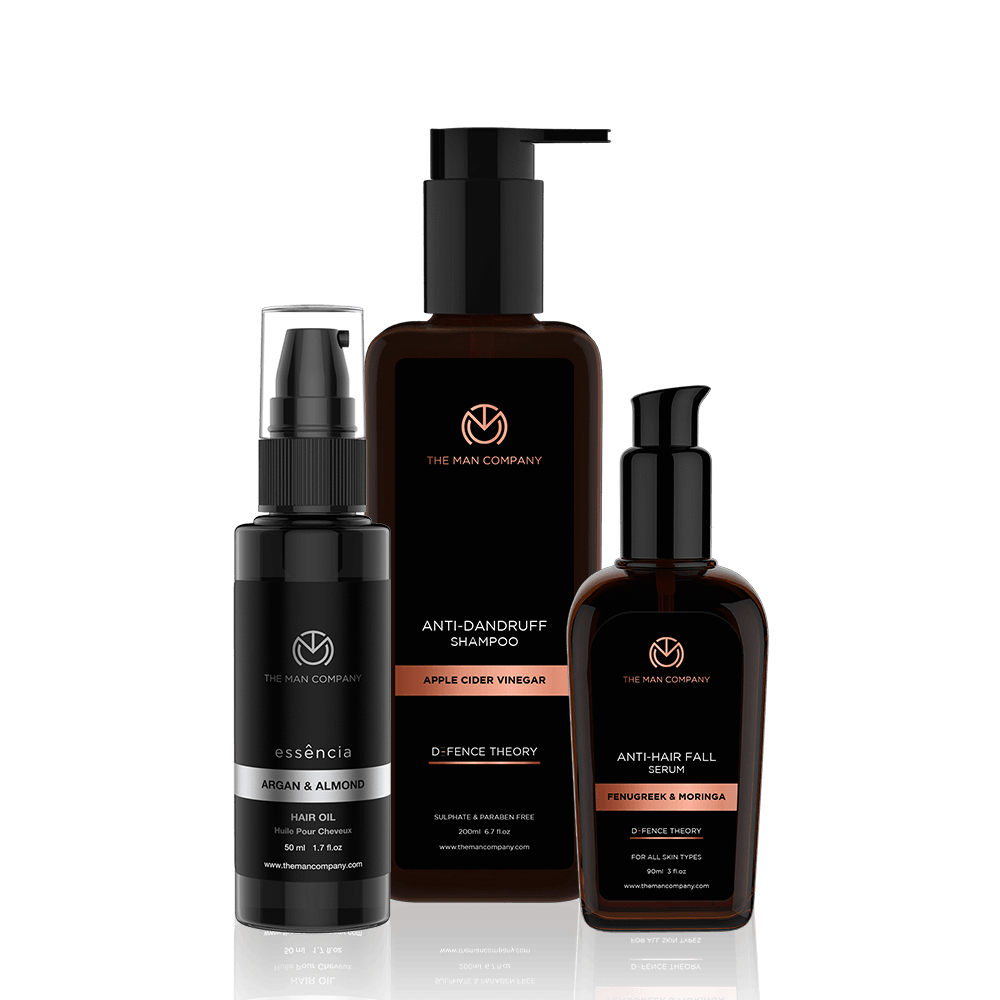 THE MAN COMPANY
essência
ARGAN & ALMOND
HAIR OIL
Huile Pour Cheveux
50 ml 1.7 fl.oz
www.themancompany.com
THE MAN COMPANY
ANTI-DANDRUFF
SHAMPOO
APPLE CIDER VINEGAR
D-FENCE THEORY
SULPHATE & PARABEN FREE
200ml 6.7 fl.oz
www.themancompany.com
THE MAN COMPANY
ANTI-HAIR FALL
SERUM
FENUGREEK & MORINGA
D-FENCE THEORY
FOR ALL SKIN TYPES
90ml 3 fl.oz
www.themancompany.com